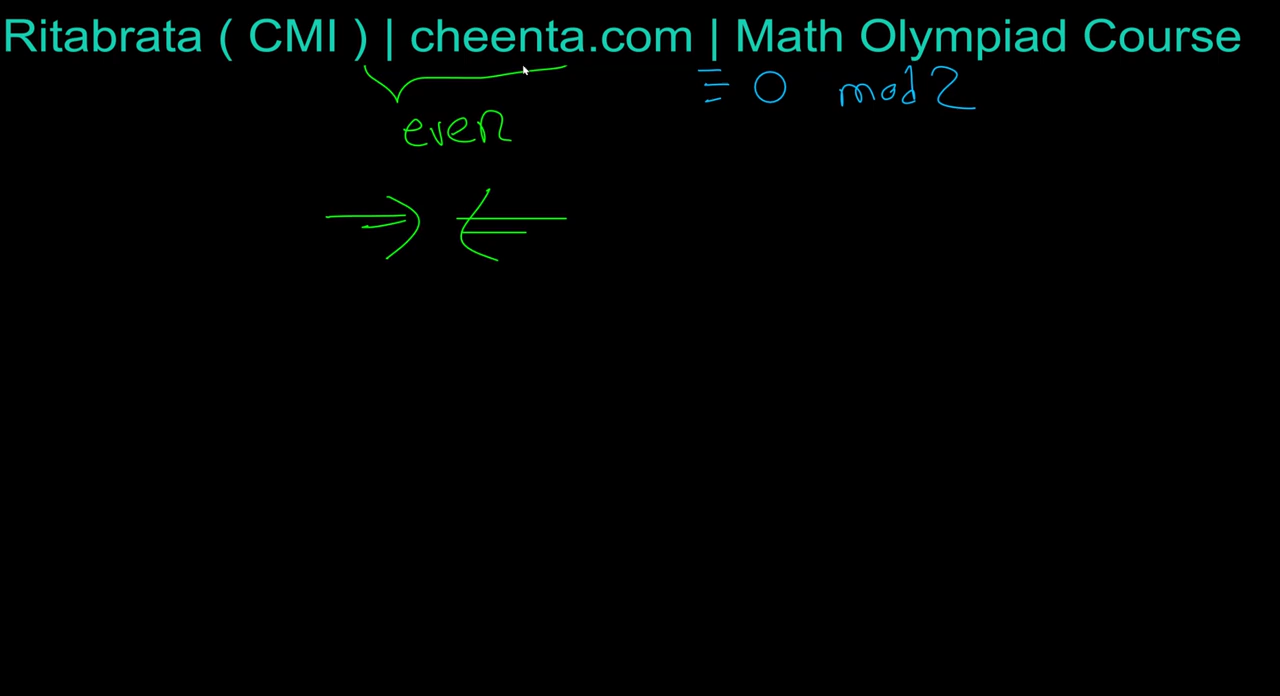 Ritabrata ( CMI ) | cheenta.com | Math Olympiad Course
≡ 0 mod 2
even
⇒ ⇐